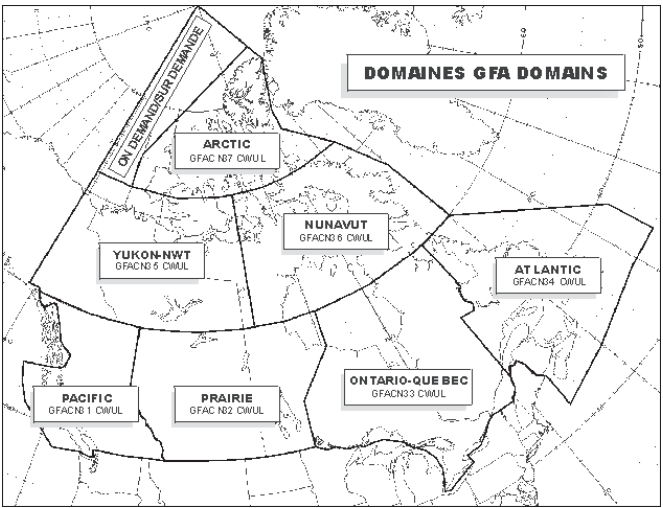 DOMAINES GFA DOMAINS
ON DEMAND/SUR DEMANDE
ARCTIC
GFACN37 CWUL
NUNAVUT
GFACN36 CWUL
YUKON-NWT
GFACN35 CWUL
ATLANTIC
GFACN34 CWUL
ONTARIO-QUEBEC
GFACN33 CWUL
PACIFIC
GFACN31 CWUL
PRAIRIE
GFACN32 CWUL